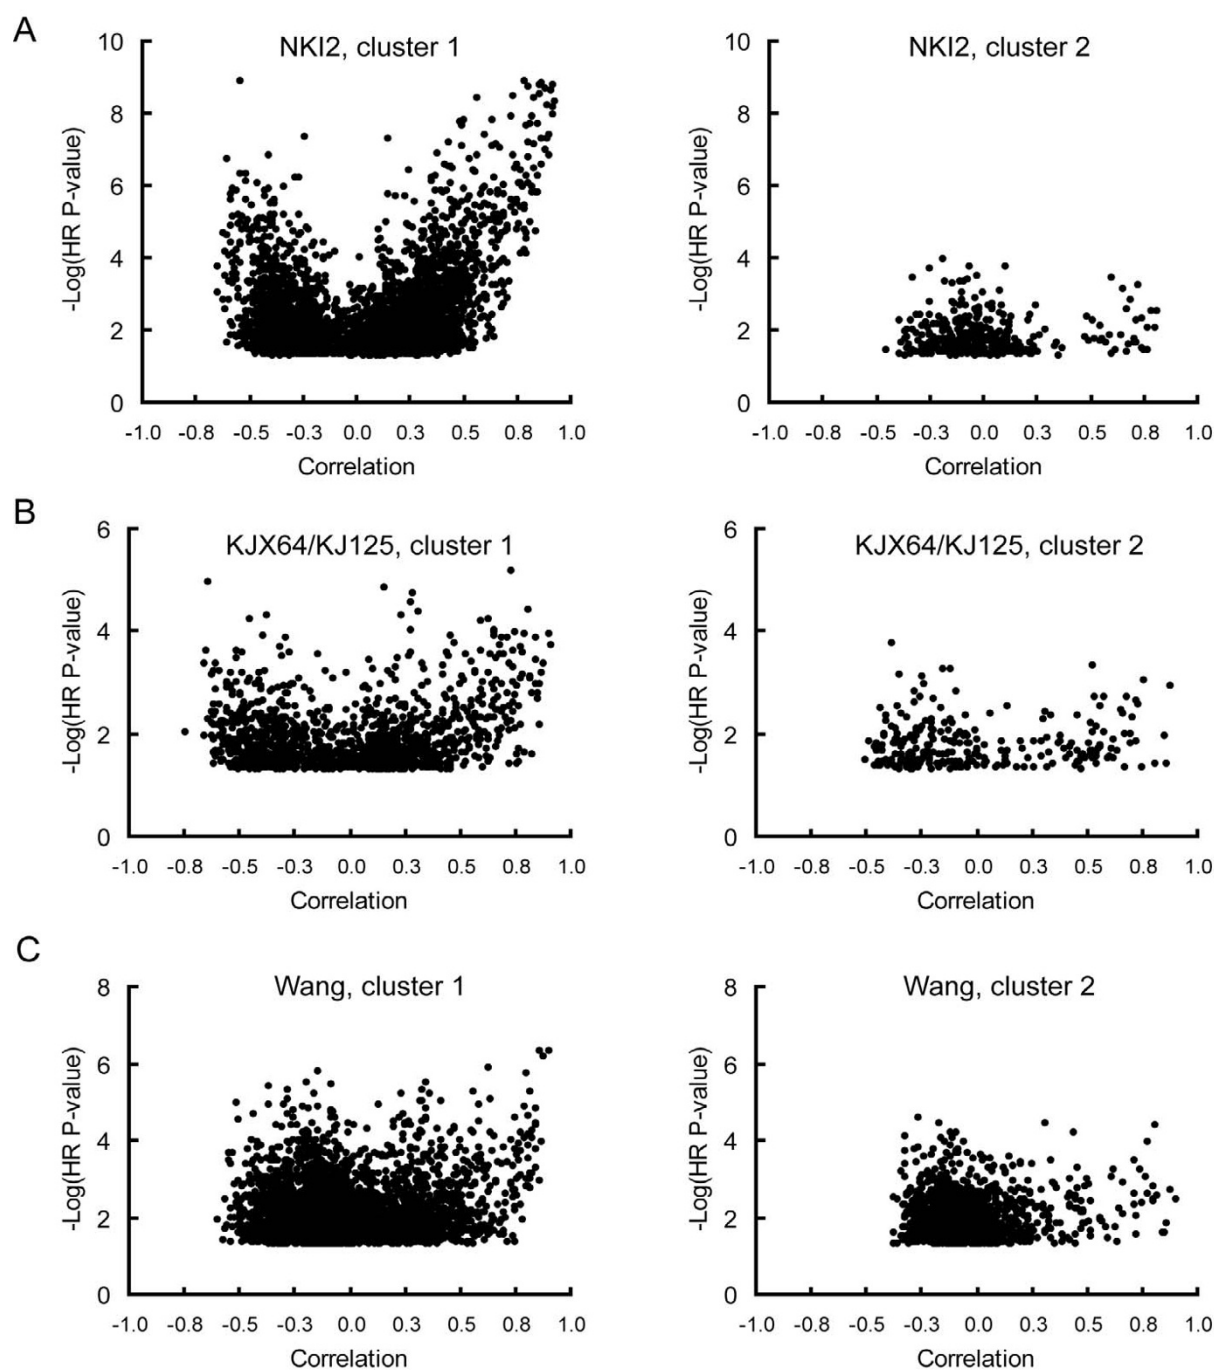 A
NKI2, cluster 1
10
8
6
4
2
0
-Log(HR P-value)
-1.0 -0.8 -0.5 -0.3 0.0 0.3 0.5 0.8 1.0
Correlation
NKI2, cluster 2
10
8
6
4
2
0
-Log(HR P-value)
-1.0 -0.8 -0.5 -0.3 0.0 0.3 0.5 0.8 1.0
Correlation
B
KJX64/KJ125, cluster 1
6
4
2
0
-Log(HR P-value)
-1.0 -0.8 -0.5 -0.3 0.0 0.3 0.5 0.8 1.0
Correlation
KJX64/KJ125, cluster 2
6
4
2
0
-Log(HR P-value)
-1.0 -0.8 -0.5 -0.3 0.0 0.3 0.5 0.8 1.0
Correlation
C
Wang, cluster 1
8
6
4
2
0
-Log(HR P-value)
-1.0 -0.8 -0.5 -0.3 0.0 0.3 0.5 0.8 1.0
Correlation
Wang, cluster 2
8
6
4
2
0
-Log(HR P-value)
-1.0 -0.8 -0.5 -0.3 0.0 0.3 0.5 0.8 1.0
Correlation